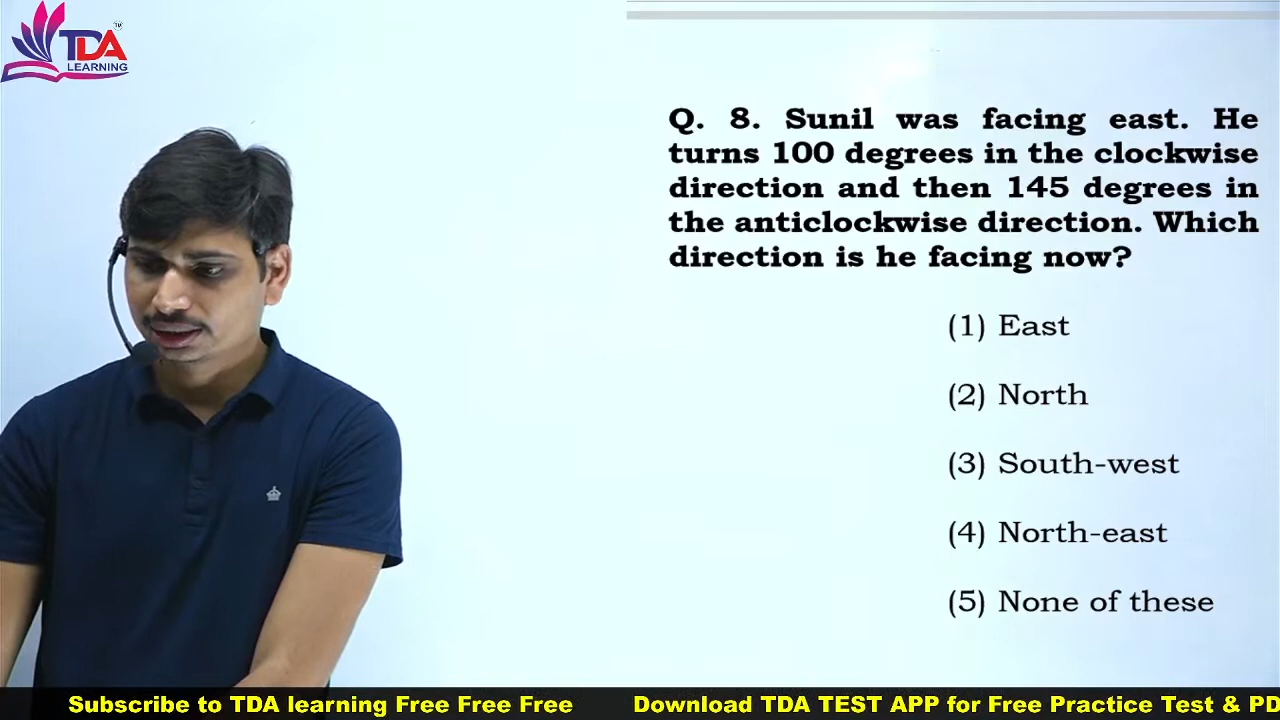 TDA
TM
LEARNING
Q. 8. Sunil was facing east. He
turns 100 degrees in the clockwise
direction and then 145 degrees in
the anticlockwise direction. Which
direction is he facing now?
(1) East
(2) North
(3) South-west
(4) North-east
(5) None of these
Subscribe to TDA learning Free Free Free
Download TDA TEST APP for Free Practice Test & PD